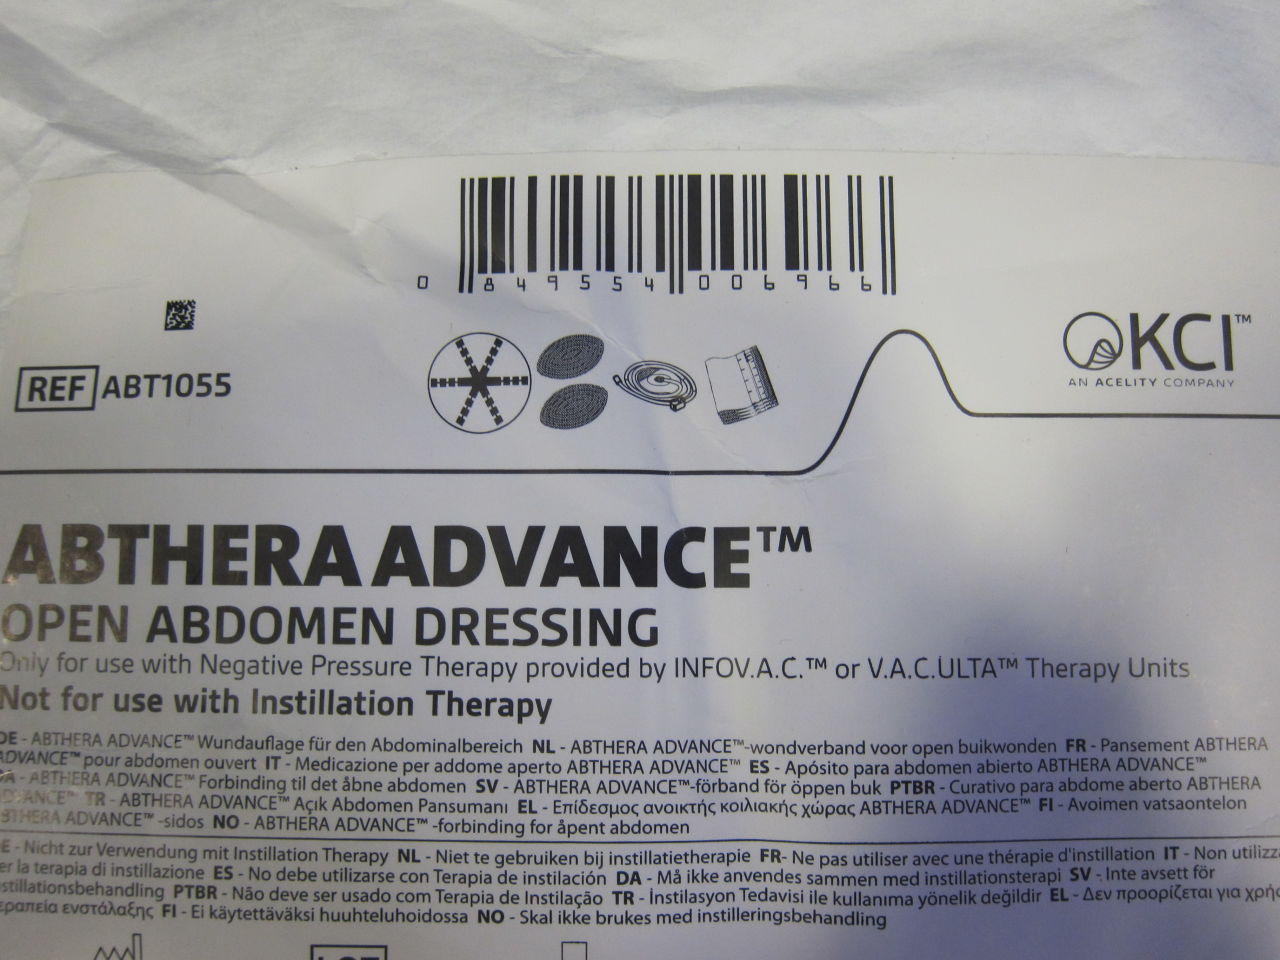 0 849554 006966
KCI™
AN ACELITY COMPANY
REF ABT1055
ABTHERA ADVANCE™
OPEN ABDOMEN DRESSING
Only for use with Negative Pressure Therapy provided by INFOV.A.C.™ or V.A.C.ULTA™ Therapy Units
Not for use with Instillation Therapy
DE - ABTHERA ADVANCE™ Wundauflage für den Abdominalbereich NL - ABTHERA ADVANCE™-wondverband voor open buikwonden FR - Pansement ABTHERA
ADVANCE™ pour abdomen ouvert IT - Medicazione per addome aperto ABTHERA ADVANCE™ ES - Apósito para abdomen abierto ABTHERA ADVANCE™
DA - ABTHERA ADVANCE™ Forbinding til det åbne abdomen SV - ABTHERA ADVANCE™-förband för öppen buk PTBR - Curativo para abdome aberto ABTHERA
ADVANCE™ TR - ABTHERA ADVANCE™ Açık Abdomen Pansumanı EL - Επίδεσμος ανοικτής κοιλιακής χώρας ABTHERA ADVANCE™ FI - Avoimen vatsaontelon
ABTHERA ADVANCE™ -sidos NO - ABTHERA ADVANCE™ -forbinding for åpent abdomen
DE - Nicht zur Verwendung mit Instillation Therapy NL - Niet te gebruiken bij instillatietherapie FR- Ne pas utiliser avec une thérapie d'instillation IT - Non utilizza
er la terapia di instillazione ES - No debe utilizarse con Terapia de instilación DA - Må ikke anvendes sammen med instillationsterapi SV - Inte avsett för
stillationsbehandling PTBR - Não deve ser usado com Terapia de Instilação TR - İnstilasyon Tedavisi ile kullanıma yönelik değildir EL - Δεν προορίζεται για χρήσ
εραπεία ενστάλαξης FI - Ei käytettäväksi huuhteluhoidossa NO - Skal ikke brukes med instilleringsbehandling
LOT